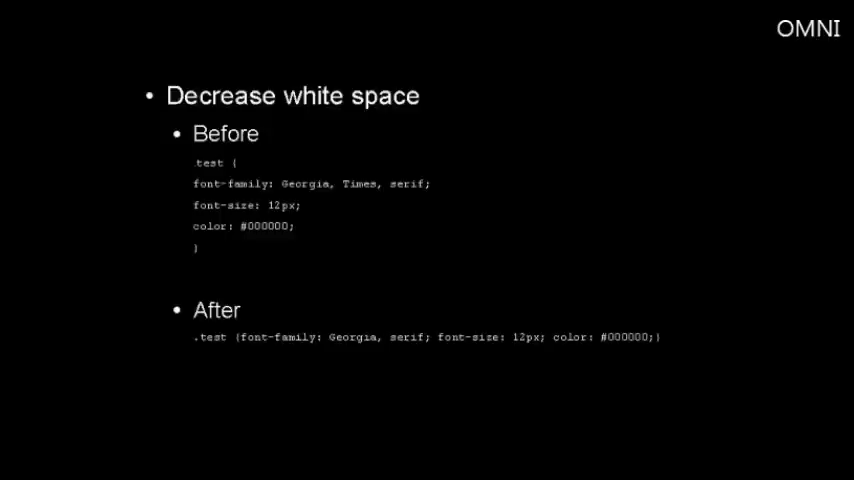 OMNI
• Decrease white space
• Before
.test {
font-family: Georgia, Times, serif;
font-size: 12px;
color: #000000;
}
• After
.test {font-family: Georgia, serif; font-size: 12px; color: #000000;}